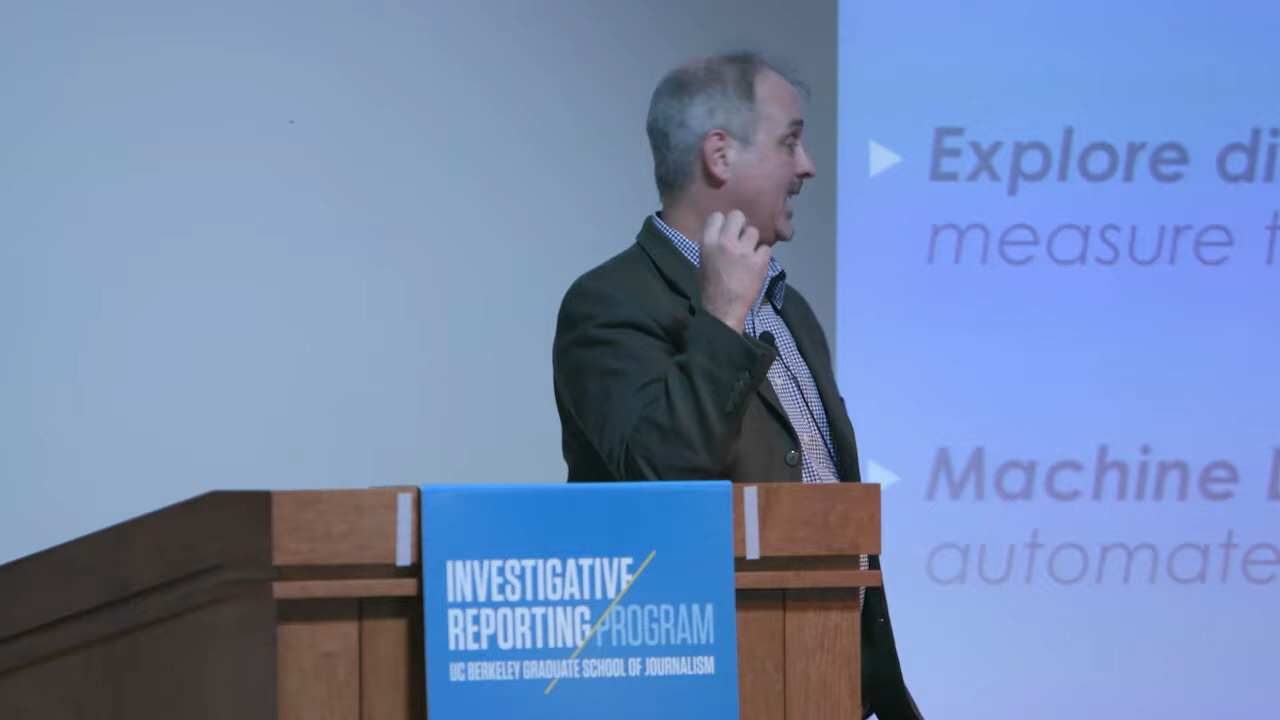 Explore
measure
Machine
automate
INVESTIGATIVE
REPORTING PROGRAM
UC BERKELEY GRADUATE SCHOOL OF JOURNALISM